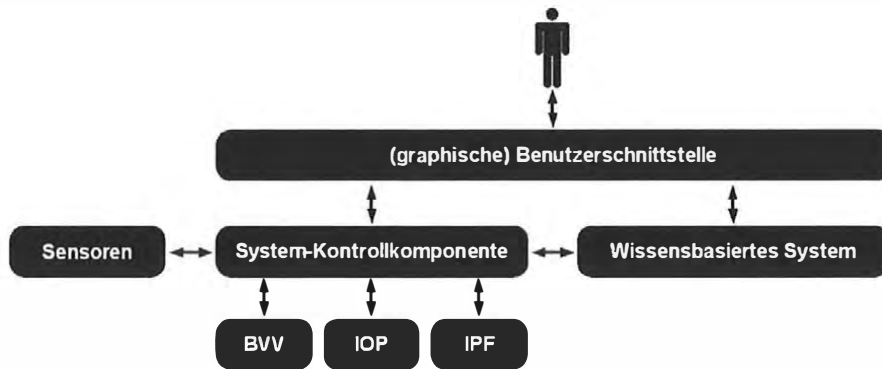 (graphische) Benutzerschnittstelle
Sensoren
System-Kontrollkomponente
Wissensbasiertes System
BVV
IOP
IPF